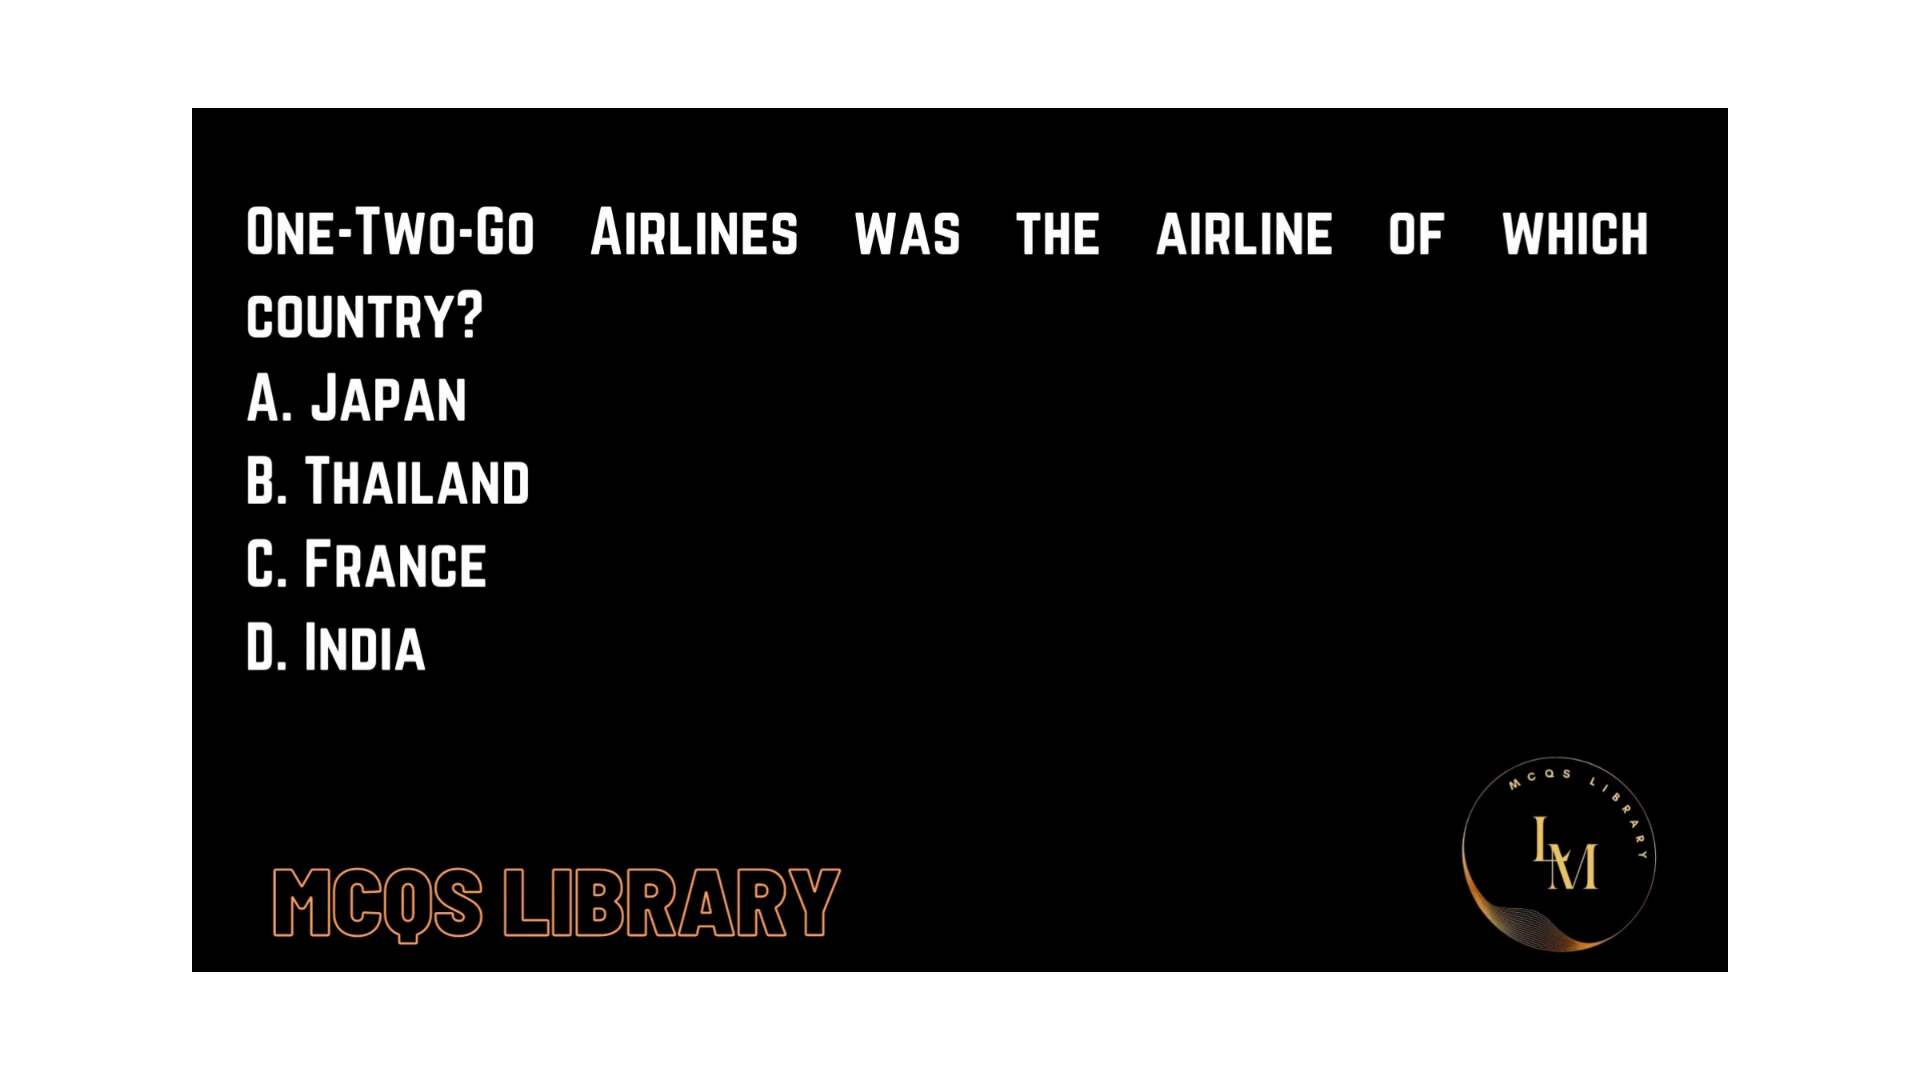 One-Two-Go Airlines was the airline of which
country?
A. Japan
B. Thailand
C. France
D. India
MCQS LIBRARY
MCQS LIBRARY
LM